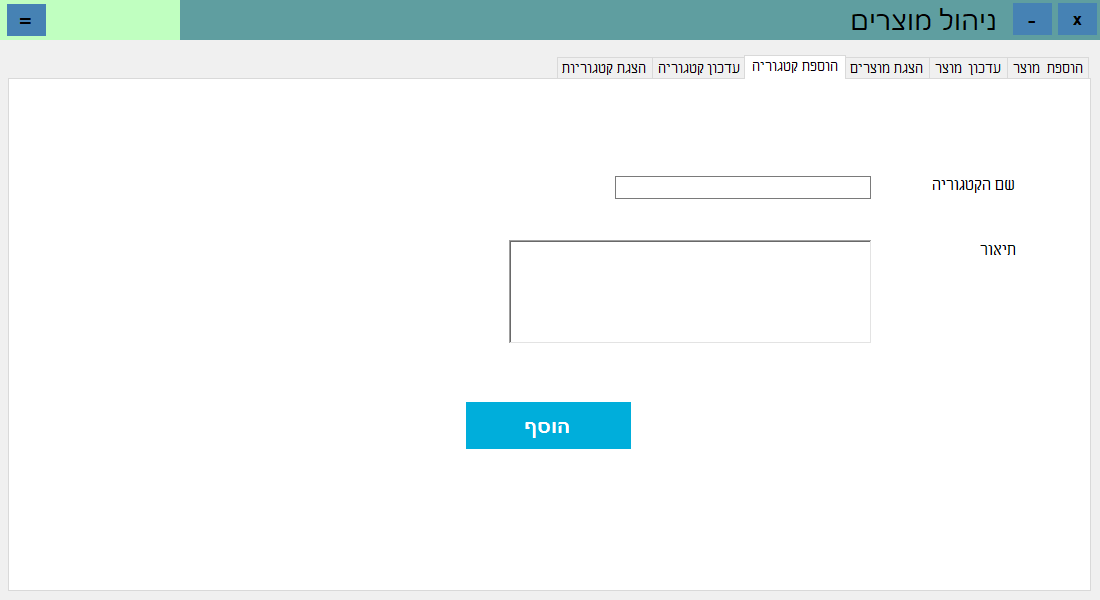 x - ניהול מוצרים =
הוספת מוצר עדכון מוצר הצגת מוצרים הוספת קטגוריה עדכון קטגוריה הצגת קטגוריות
שם הקטגוריה
תיאור
הוסף